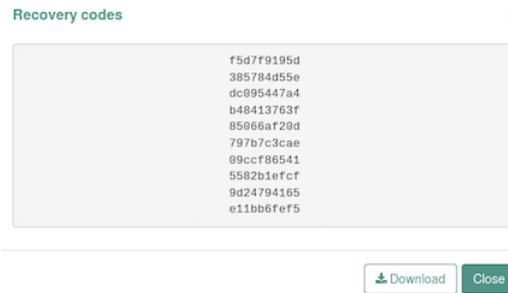 Recovery codes
f5d7f9195d
385784d55e
dc095447a4
b48413763f
85066af20d
797b7c3cae
09ccf86541
5582b1efcf
9d24794165
e11bb6fef5
Download Close